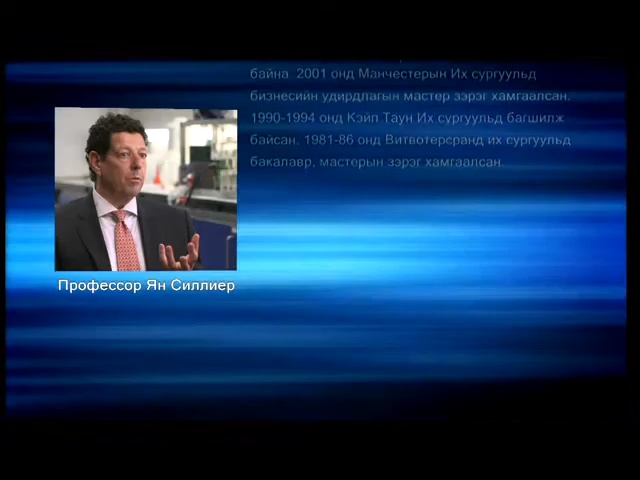 байна. 2001 онд Манчестерын Их сургуульд
бизнесийн удирдлагын мастер зэрэг хамгаалсан.
1990-1994 онд Кэйп Таун Их сургуульд багшилж
байсан. 1981-86 онд Витвотерсранд их сургуульд
бакалавр, мастерын зэрэг хамгаалсан.
Профессор Ян Силлиер